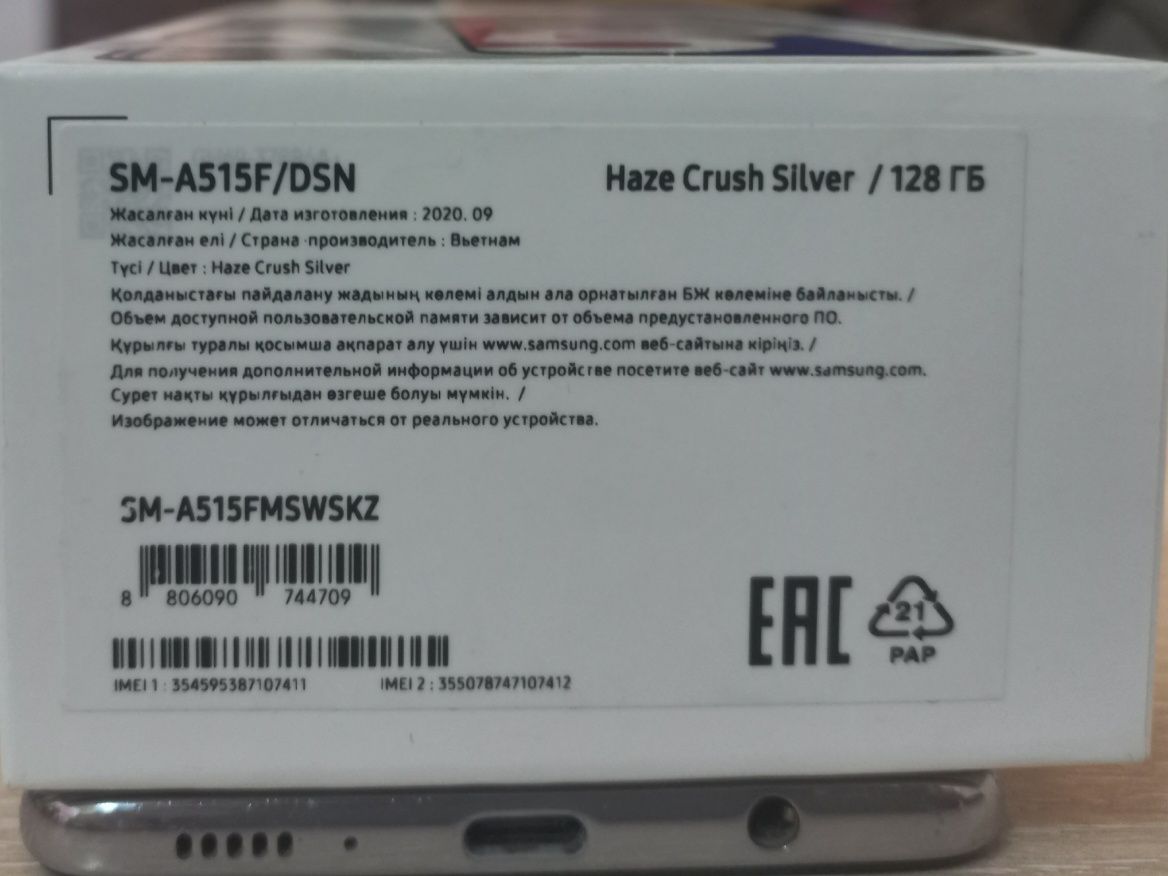 SM-A515F/DSN
Haze Crush Silver / 128 ГБ
Жасалған күні / Дата изготовления : 2020. 09
Жасалған елі / Страна производитель : Вьетнам
Түсі / Цвет : Haze Crush Silver
Қолданыстағы пайдалану жадының көлемі алдын ала орнатылған БЖ көлеміне байланысты. /
Объем доступной пользовательской памяти зависит от объема предустановленного ПО.
Құрылғы туралы қосымша ақпарат алу үшін www.samsung.com веб-сайтына кіріңіз. /
Для получения дополнительной информации об устройстве посетите веб-сайт www.samsung.com.
Сурет нақты құрылғыдан өзгеше болуы мүмкін. /
Изображение может отличаться от реального устройства.
SM-A515FMSWSKZ
8 806090 744709
IMEI 1 : 354595387107411
IMEI 2 : 355078747107412
EAC
21
PAP